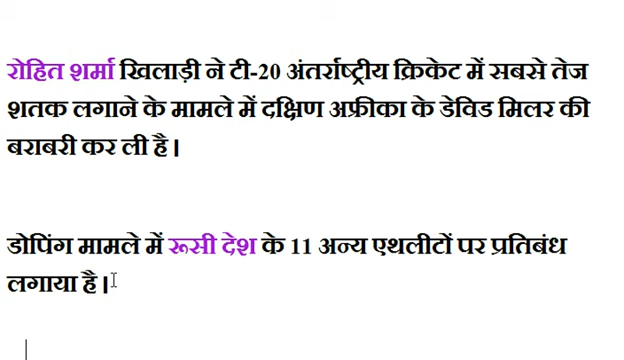 रोहित शर्मा खिलाड़ी ने टी-20 अंतर्राष्ट्रीय क्रिकेट में सबसे तेज
शतक लगाने के मामले में दक्षिण अफ्रीका के डेविड मिलर की
बराबरी कर ली है।
डोपिंग मामले में रूसी देश के 11 अन्य एथलीटों पर प्रतिबंध
लगाया है।